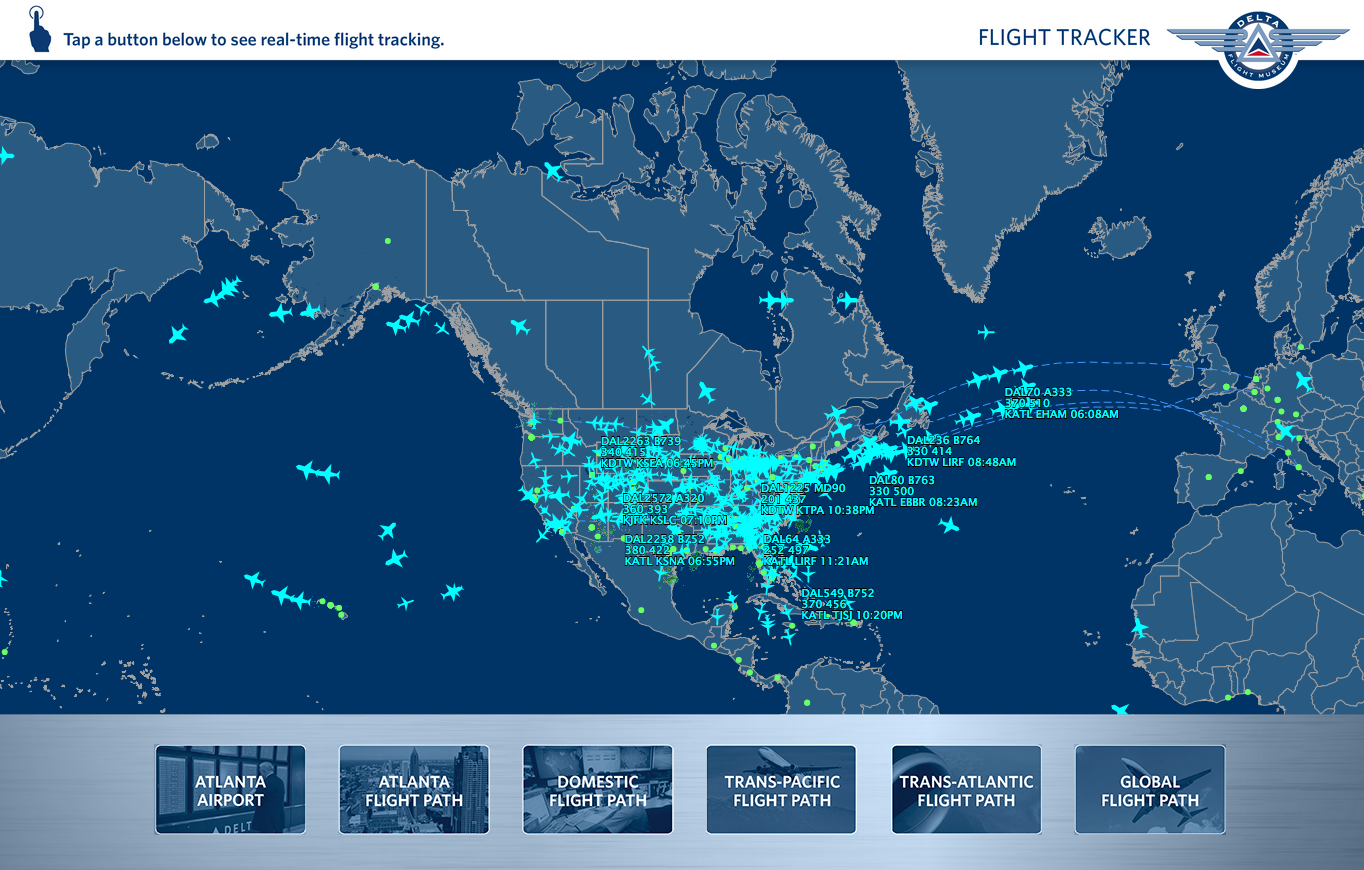 Tap a button below to see real-time flight tracking.
FLIGHT TRACKER
DELTA
FLIGHT MUSEUM
DAL70 A333
370 510
KATL EHAM 06:08AM
DAL2263 B739
340 415
KDTW KSEA 06:45PM
DAL236 B764
330 414
KDTW LIRF 08:48AM
DAL80 B763
330 500
KATL EBBR 08:23AM
DAL1225 MD90
201 437
KDTW KTPA 10:38PM
DAL2572 A320
360 393
KJFK KSLC 07:10PM
DAL2258 B752
380 422
KATL KSNA 06:55PM
DAL64 A333
252 497
KATL LIRF 11:21AM
DAL549 B752
370 456
KATL TJSJ 10:20PM
ATLANTA
AIRPORT
DELT
ATLANTA
FLIGHT PATH
DOMESTIC
FLIGHT PATH
TRANS-PACIFIC
FLIGHT PATH
TRANS-ATLANTIC
FLIGHT PATH
GLOBAL
FLIGHT PATH